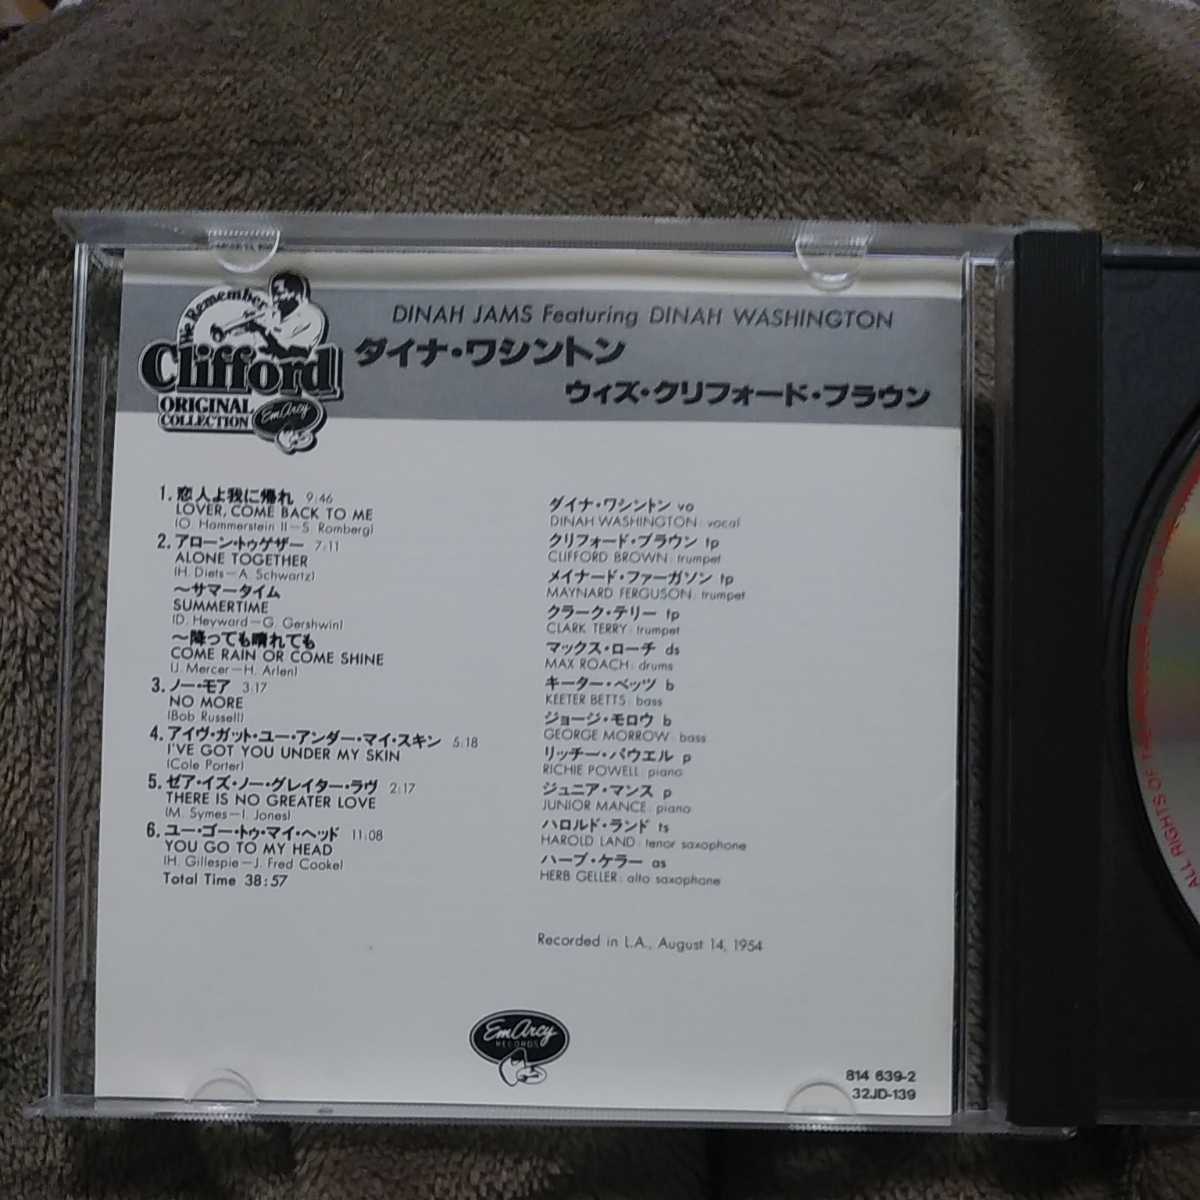 We Remember
Clifford
ORIGINAL
COLLECTION
EmArcy
DINAH JAMS Featuring DINAH WASHINGTON
ダイナ・ワシントン
ウィズ・クリフォード・ブラウン
1. 恋人よ我に帰れ 9:46
LOVER, COME BACK TO ME
(O. Hammerstein II—S. Romberg)
2. アローン・トゥゲザー 7:11
ALONE TOGETHER
(H. Diets—A. Schwartz)
〜サマータイム
SUMMERTIME
(D. Heyward—G. Gershwin)
〜降っても晴れても
COME RAIN OR COME SHINE
(J. Mercer—H. Arlen)
3. ノー・モア 3:17
NO MORE
(Bob Russell)
4. アイヴ・ガット・ユー・アンダー・マイ・スキン 5:18
I'VE GOT YOU UNDER MY SKIN
(Cole Porter)
5. ゼア・イズ・ノー・グレイター・ラヴ 2:17
THERE IS NO GREATER LOVE
(M. Symes—I. Jones)
6. ユー・ゴー・トゥ・マイ・ヘッド 11:08
YOU GO TO MY HEAD
(H. Gillespie—J. Fred Cooke)
Total Time 38:57
ダイナ・ワシントン vo
DINAH WASHINGTON: vocal
クリフォード・ブラウン tp
CLIFFORD BROWN: trumpet
メイナード・ファーガソン tp
MAYNARD FERGUSON: trumpet
クラーク・テリー tp
CLARK TERRY: trumpet
マックス・ローチ ds
MAX ROACH: drums
キーター・ベッツ b
KEETER BETTS: bass
ジョージ・モロウ b
GEORGE MORROW: bass
リッチー・パウエル p
RICHIE POWELL: piano
ジュニア・マンス p
JUNIOR MANCE: piano
ハロルド・ランド ts
HAROLD LAND: tenor saxophone
ハーブ・ゲラー as
HERB GELLER: alto saxophone
Recorded in L.A., August 14, 1954
EmArcy
RECORDS
814 639-2
32JD-139
ALL RIGHTS OF THE